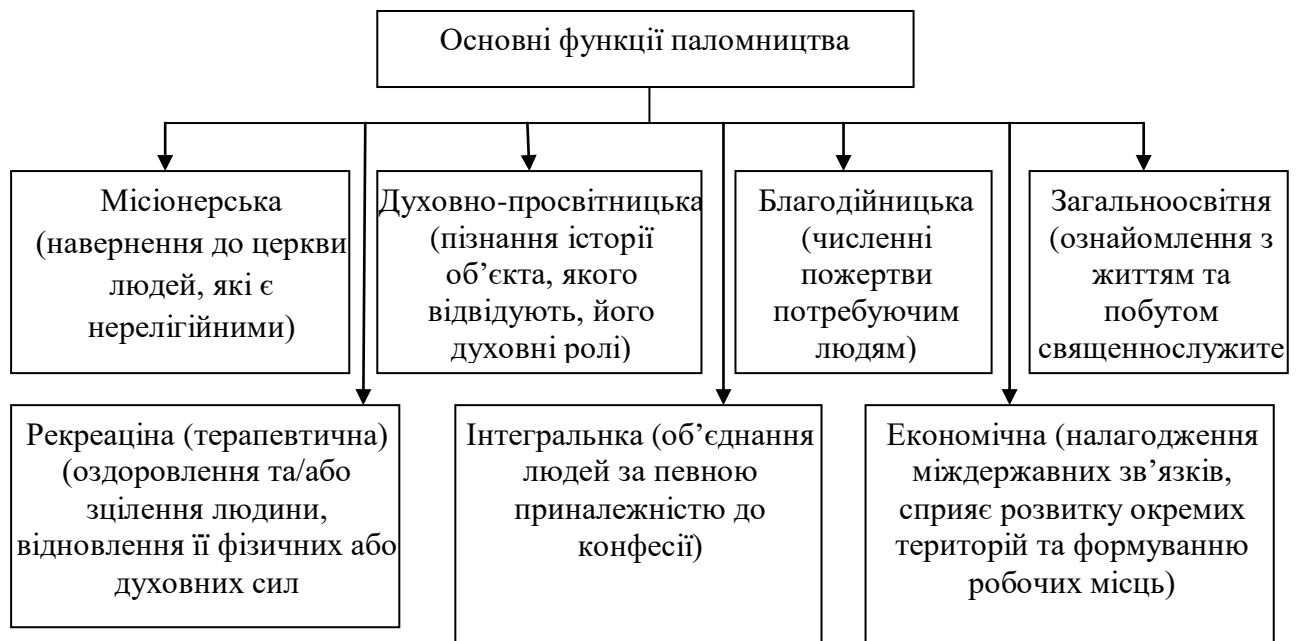 Основні функції паломництва
Місіонерська
(навернення до церкви
людей, які є
нерелігійними)
Духовно-просвітницька
(пізнання історії
об’єкта, якого
відвідують, його
духовні ролі)
Благодійницька
(численні
пожертви
потребуючим
людям)
Загальноосвітня
(ознайомлення з
життям та
побутом
священнослужите
Рекреаціна (терапевтична)
(оздоровлення та/або
зцілення людини,
відновлення її фізичних або
духовних сил
Інтегральнка (об’єднання
людей за певною
приналежністю до
конфесії)
Економічна (налагодження
міждержавних зв’язків,
сприяє розвитку окремих
територій та формуванню
робочих місць)